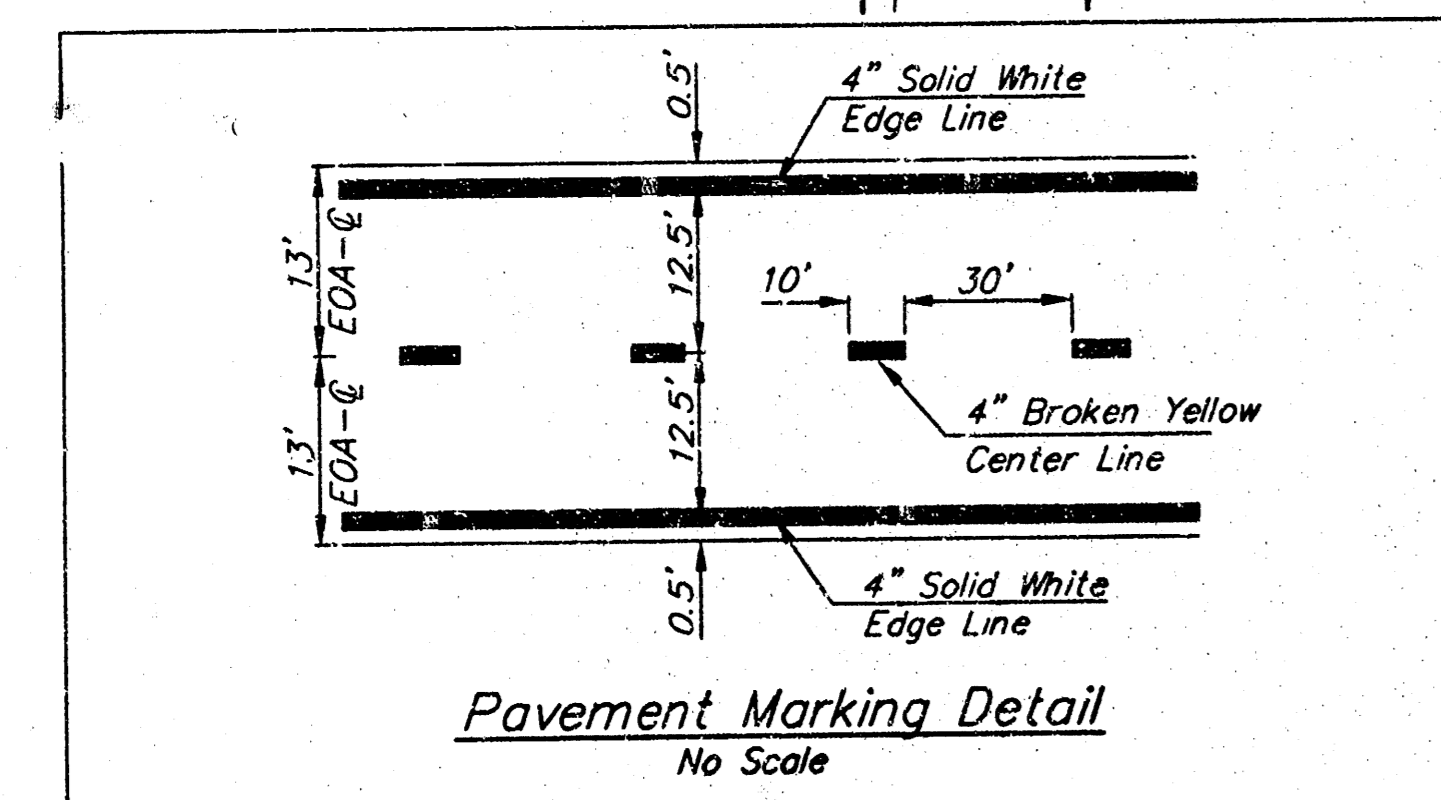 0.5'
4" Solid White
Edge Line
13'
EOA-℄
12.5'
10'
30'
13'
EOA-℄
12.5'
4" Broken Yellow
Center Line
0.5'
4" Solid White
Edge Line
Pavement Marking Detail
No Scale